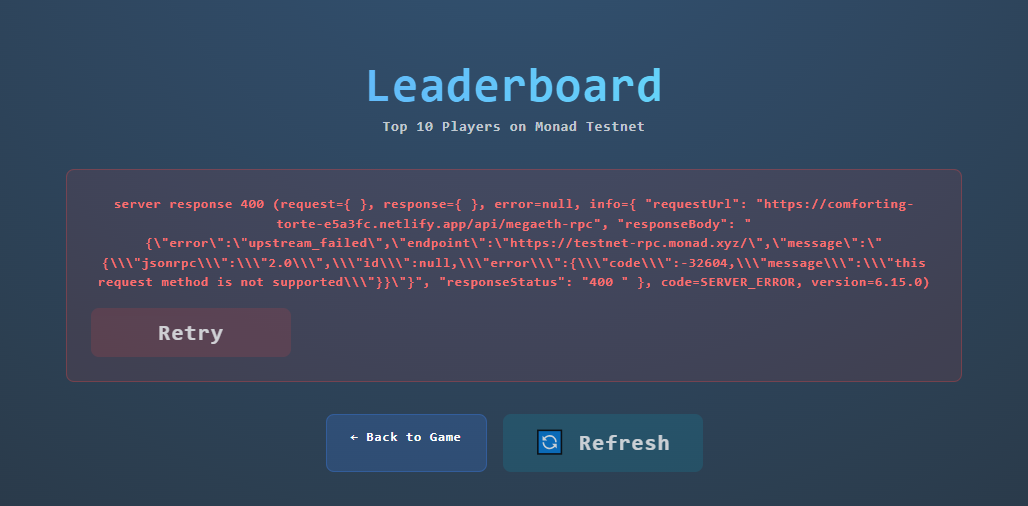 Leaderboard
Top 10 Players on Monad Testnet
server response 400 (request={ }, response={ }, error=null, info={ "requestUrl": "https://comforting-
torte-e5a3fc.netlify.app/api/megaeth-rpc", "responseBody": "
{\"error\":\"upstream_failed\",\"endpoint\":\"https://testnet-rpc.monad.xyz/\",\"message\":\"
{\\\"jsonrpc\\\":\\\"2.0\\\",\\\"id\\\":null,\\\"error\\\":{\\\"code\\\":-32604,\\\"message\\\":\\\"this
request method is not supported\\\"}}\"}", "responseStatus": "400 " }, code=SERVER_ERROR, version=6.15.0)
Retry
← Back to Game
🔄 Refresh